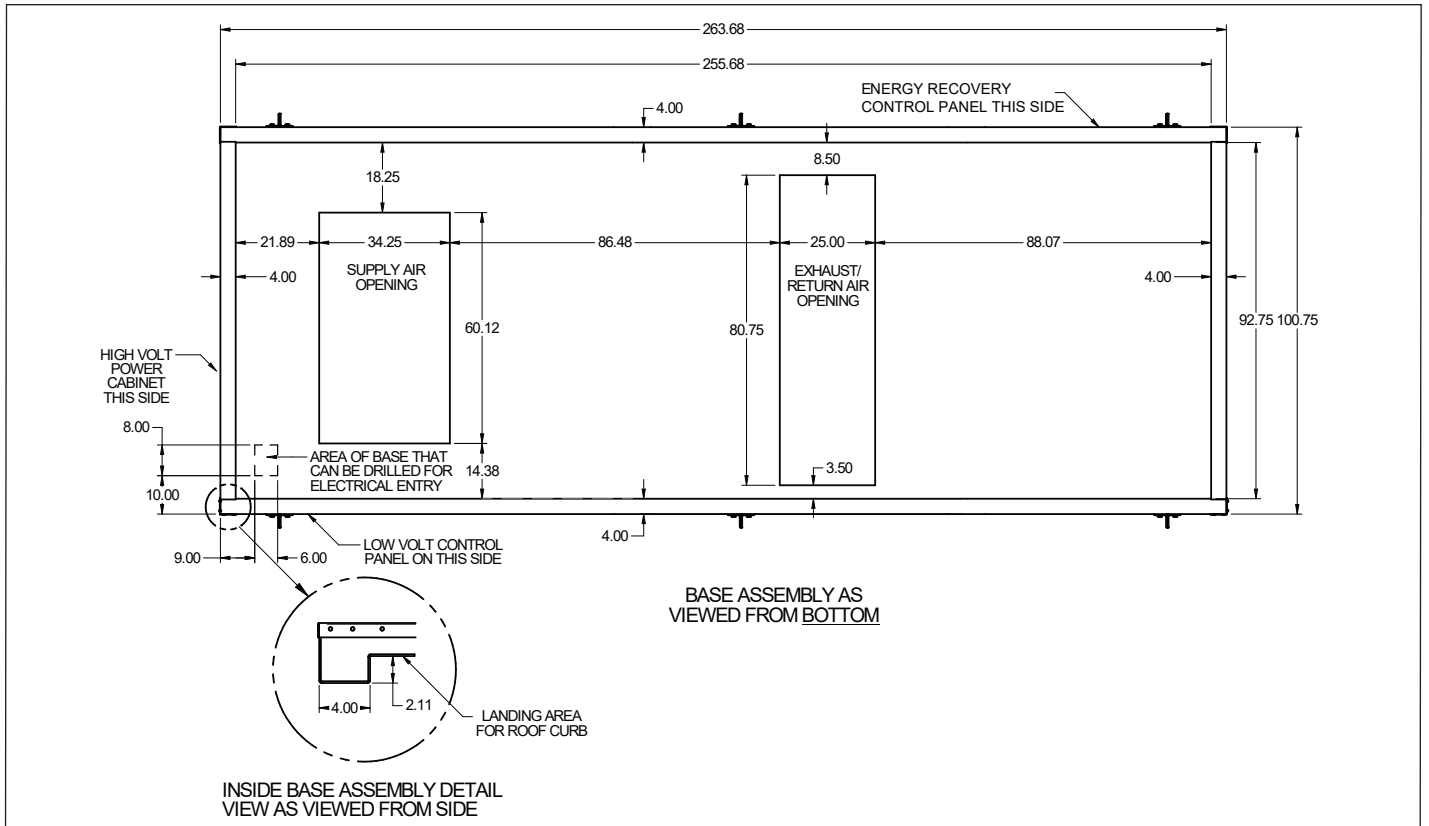 263.68
255.68
ENERGY RECOVERY
CONTROL PANEL THIS SIDE
4.00
8.50
18.25
21.89
34.25
86.48
25.00
88.07
SUPPLY AIR
OPENING
EXHAUST/
RETURN AIR
OPENING
4.00
4.00
60.12
80.75
92.75
100.75
HIGH VOLT
POWER
CABINET
THIS SIDE
8.00
AREA OF BASE THAT
CAN BE DRILLED FOR
ELECTRICAL ENTRY
14.38
3.50
10.00
4.00
9.00
6.00
LOW VOLT CONTROL
PANEL ON THIS SIDE
BASE ASSEMBLY AS
VIEWED FROM BOTTOM
4.00
2.11
LANDING AREA
FOR ROOF CURB
INSIDE BASE ASSEMBLY DETAIL
VIEW AS VIEWED FROM SIDE